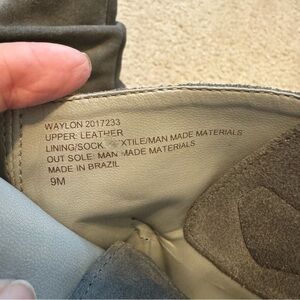 WAYLON 2017233
UPPER: LEATHER
LINING/SOCK XTILE/MAN MADE MATERIALS
OUT SOLE: MAN MADE MATERIALS
MADE IN BRAZIL
9M